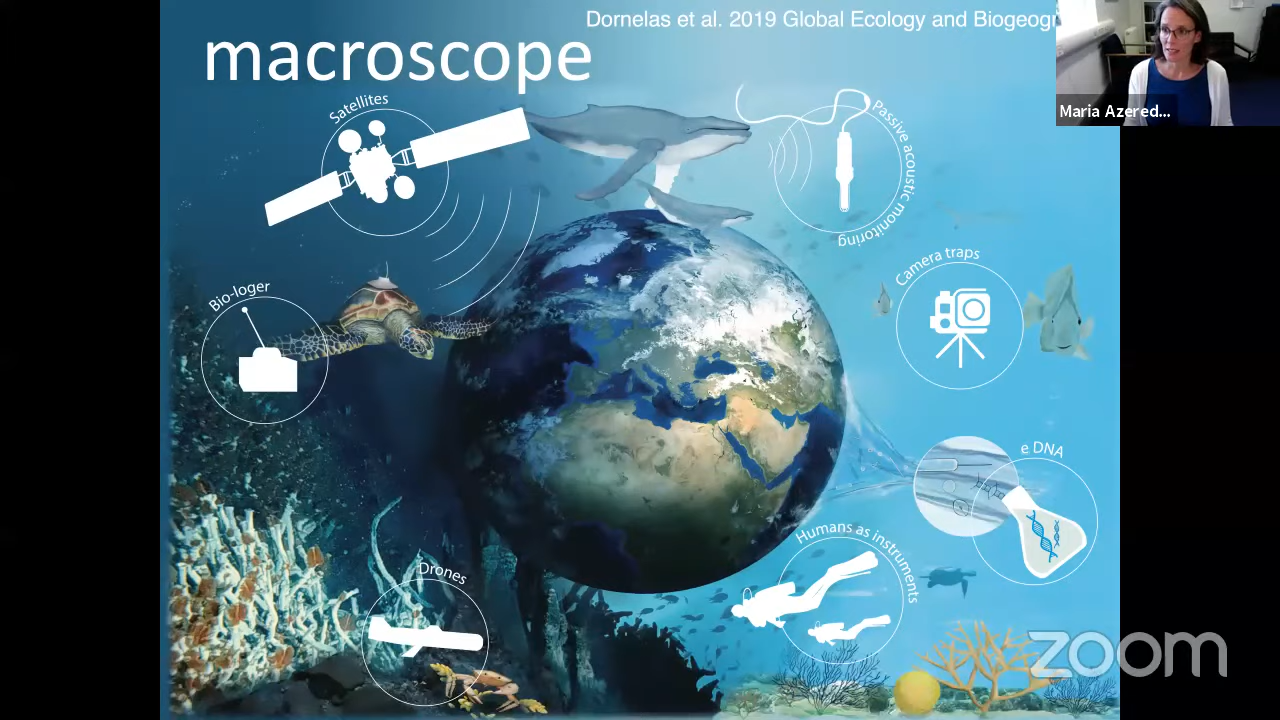 Dornelas et al. 2019 Global Ecology and Biogeogr
macroscope
Maria Azered...
Satellites
Passive acoustic monitoring
Camera traps
Bio-loger
e DNA
Humans as instruments
Drones
zoom